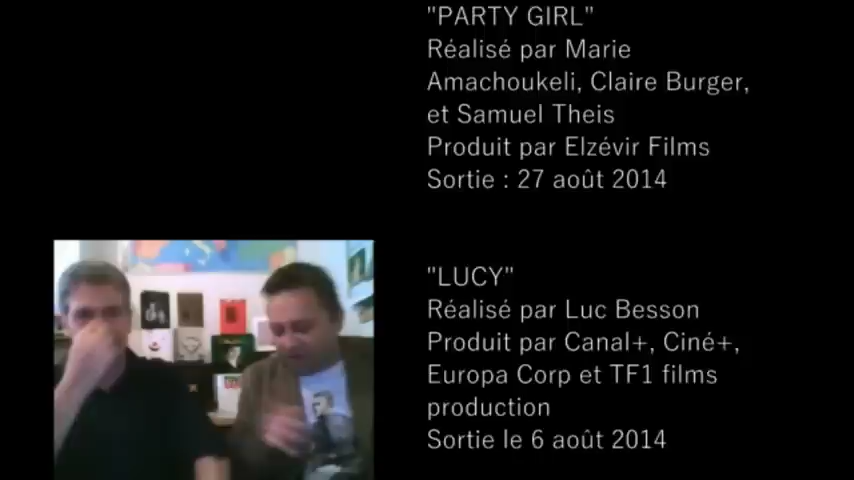 "PARTY GIRL"
Réalisé par Marie
Amachoukeli, Claire Burger,
et Samuel Theis
Produit par Elzévir Films
Sortie : 27 août 2014
"LUCY"
Réalisé par Luc Besson
Produit par Canal+, Ciné+,
Europa Corp et TF1 films
production
Sortie le 6 août 2014